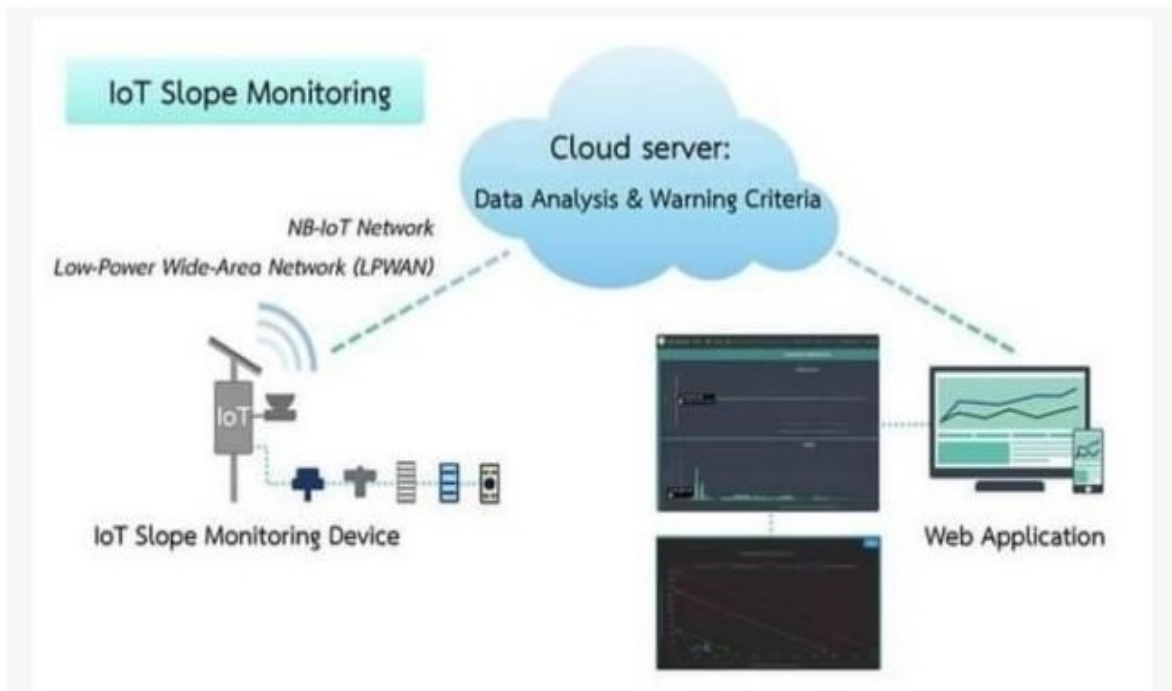 IoT Slope Monitoring
Cloud server:
Data Analysis & Warning Criteria
NB-IoT Network
Low-Power Wide-Area Network (LPWAN)
IoT
IoT Slope Monitoring Device
Web Application